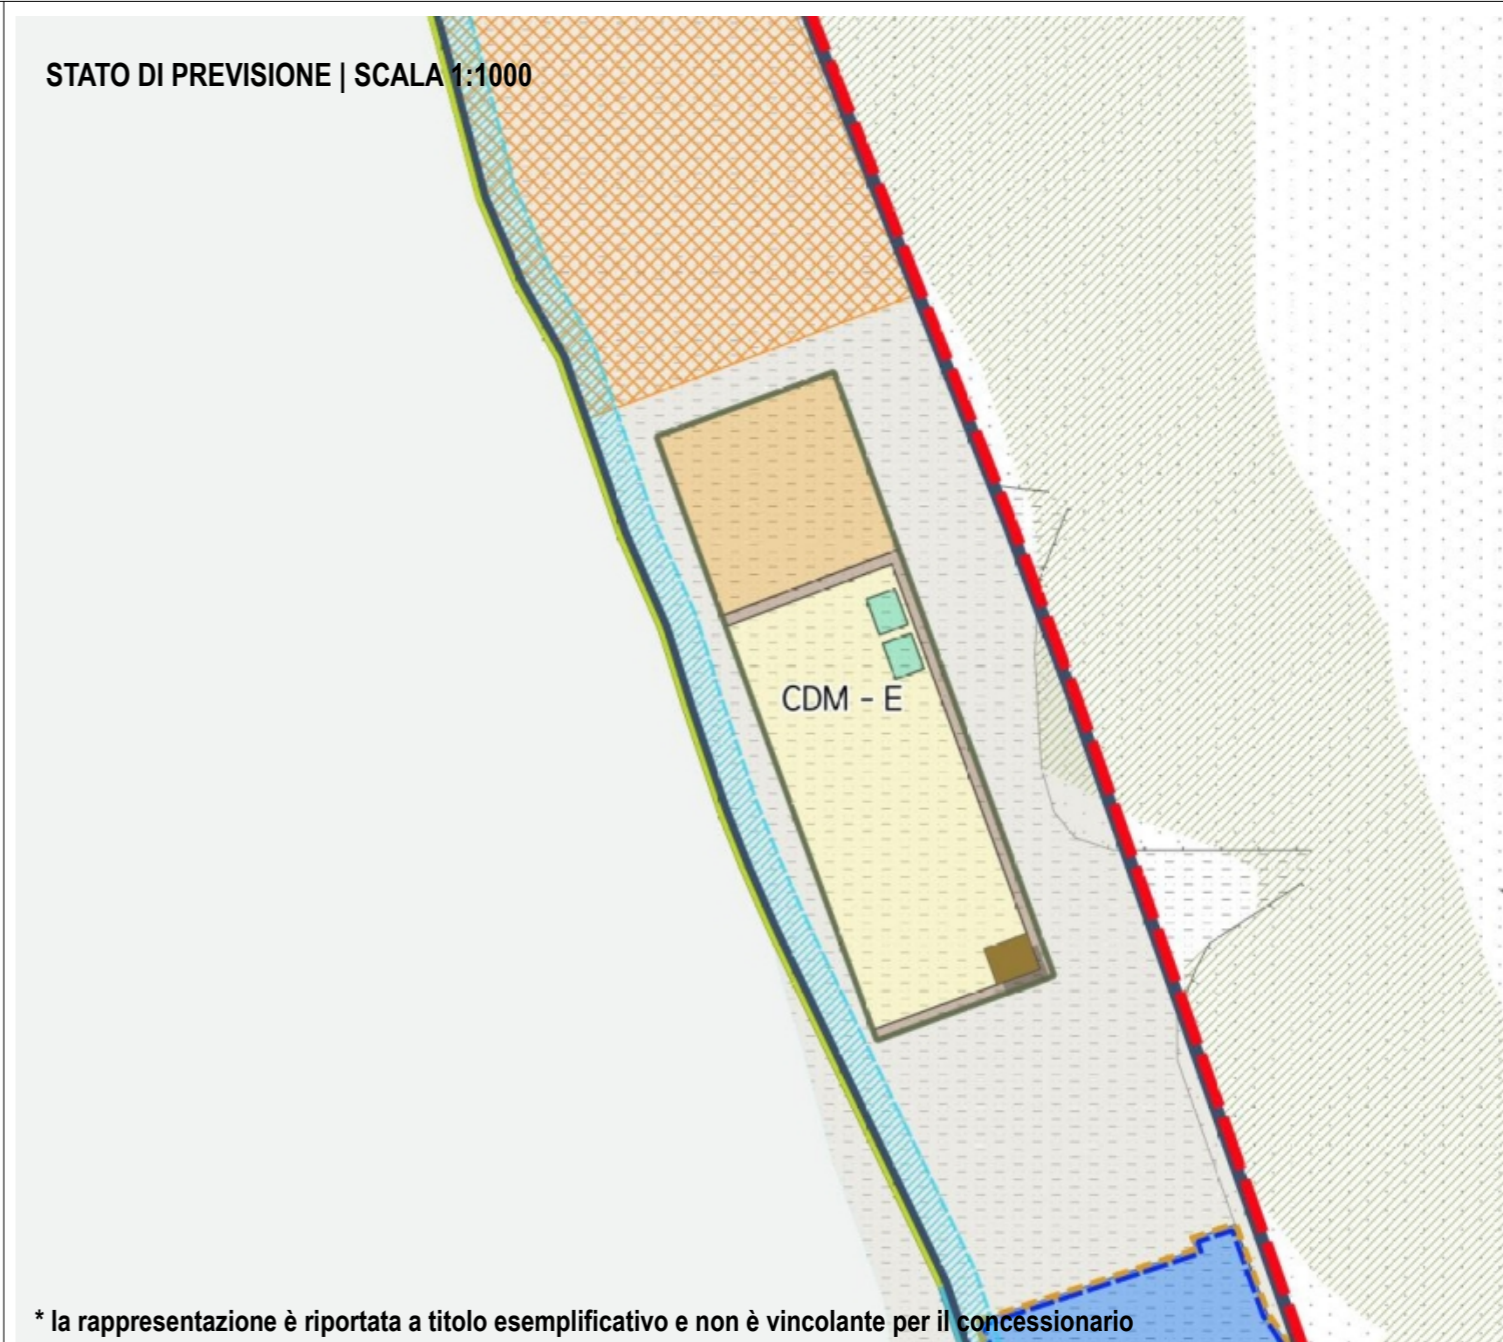 STATO DI PREVISIONE | SCALA 1:1000
CDM - E
* la rappresentazione è riportata a titolo esemplificativo e non è vincolante per il concessionario